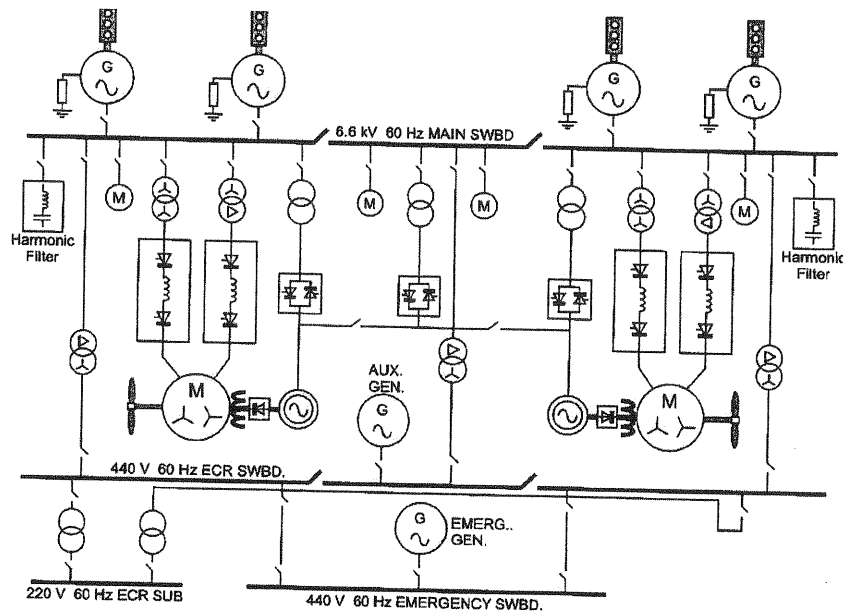 G
G
G
G
6.6 kV 60 Hz MAIN SWBD
M
M
M
M
Harmonic
Filter
Harmonic
Filter
AUX.
GEN.
M
M
G
440 V 60 Hz ECR SWBD.
G
EMERG..
GEN.
220 V 60 Hz ECR SUB
440 V 60 Hz EMERGENCY SWBD.